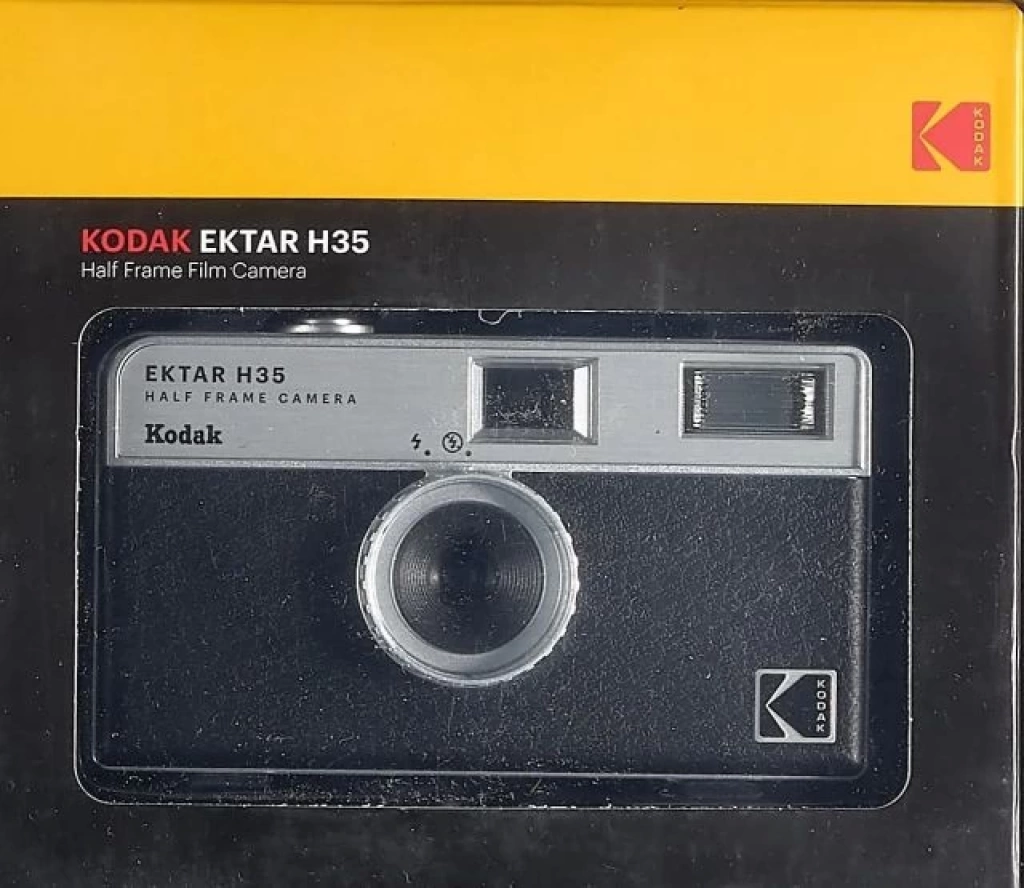 KODAK
KODAK EKTAR H35
Half Frame Film Camera
EKTAR H35
HALF FRAME CAMERA
Kodak
KODAK